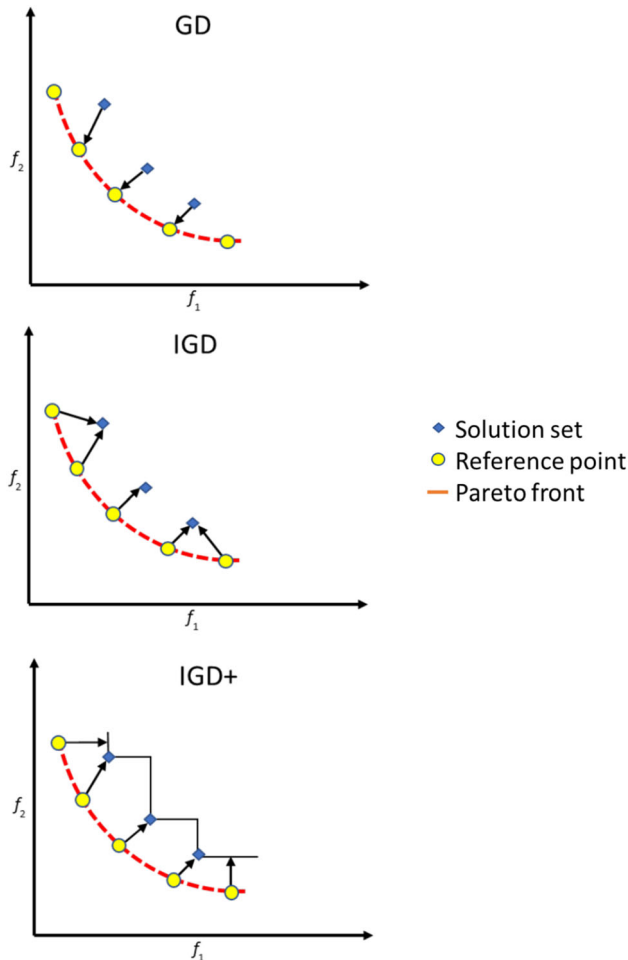 GD
f2
f1
IGD
f2
f1
Solution set
Reference point
Pareto front
IGD+
f2
f1